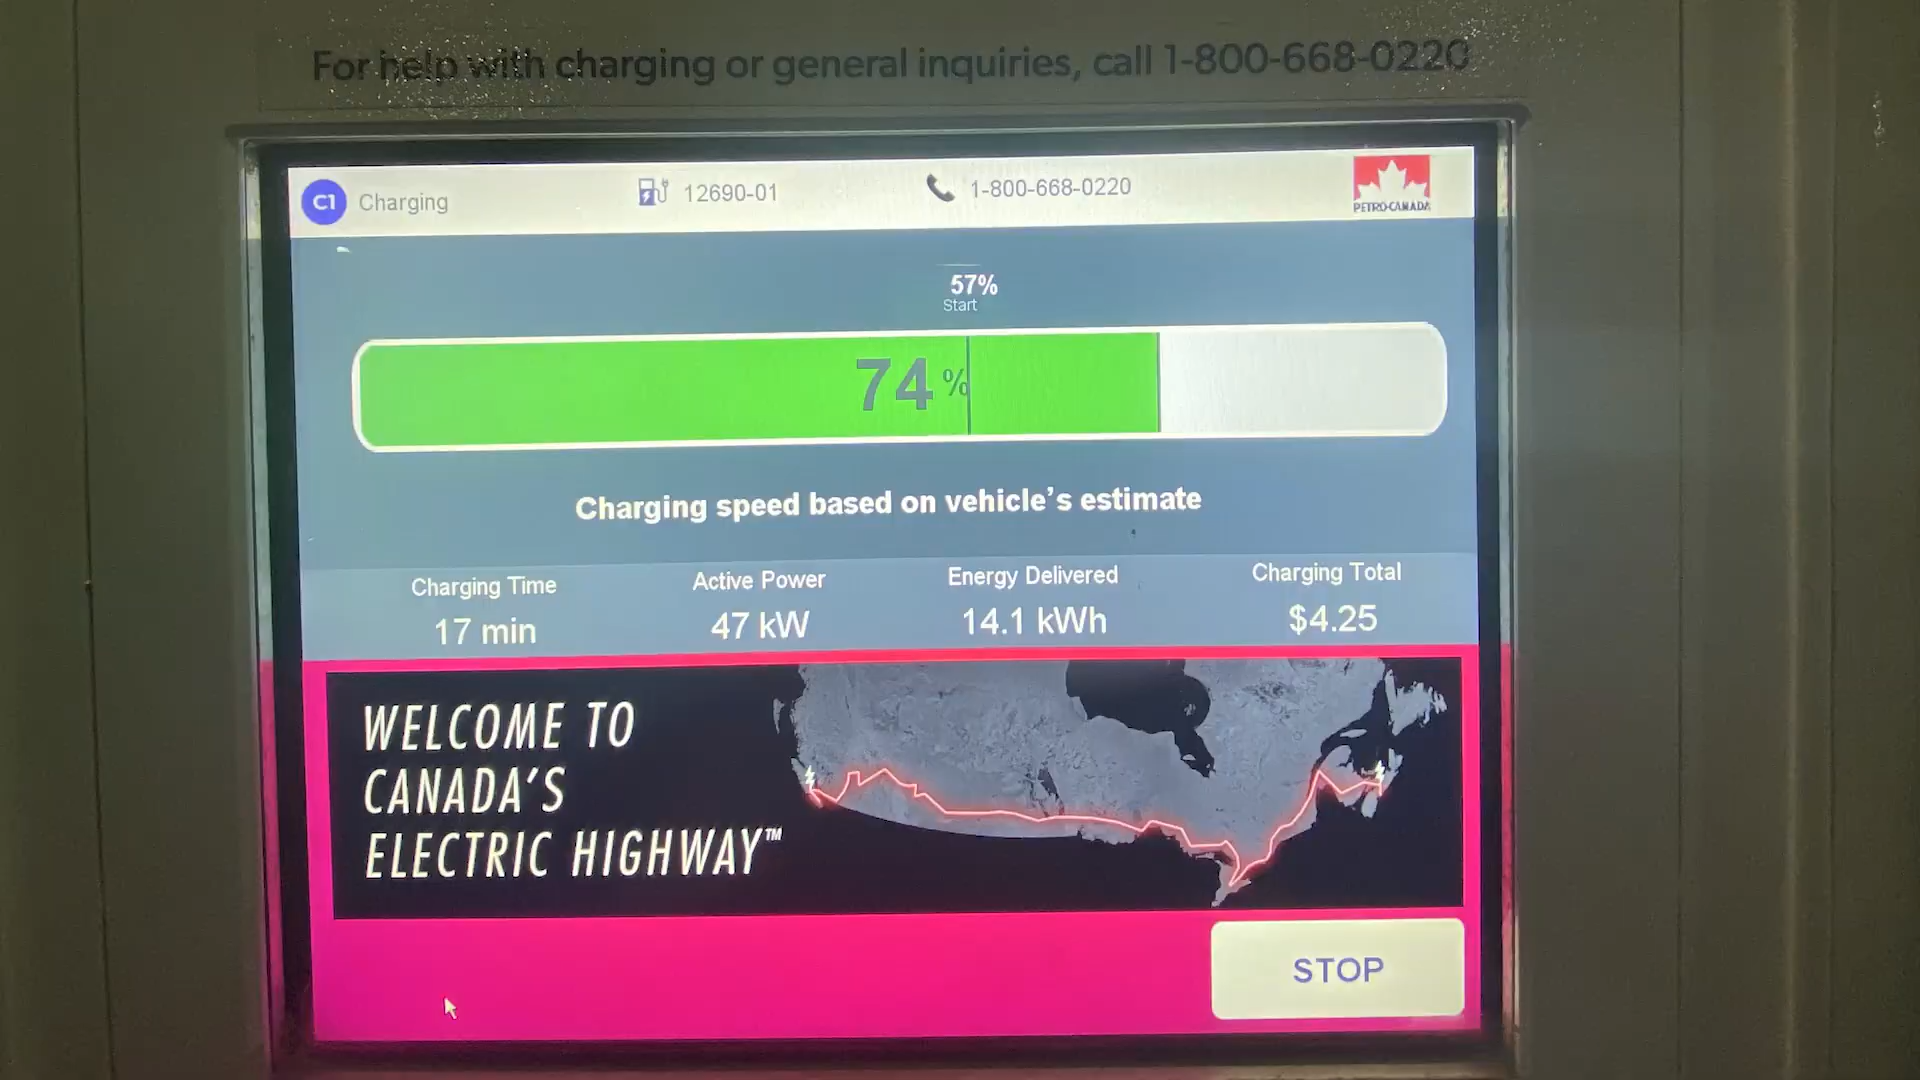 For help with charging or general inquiries, call 1-800-668-0220
C1 Charging 12690-01 1-800-668-0220 PETRO-CANADA
57%
Start
74%
Charging speed based on vehicle's estimate
Charging Time Active Power Energy Delivered Charging Total
17 min 47 kW 14.1 kWh $4.25
WELCOME TO
CANADA'S
ELECTRIC HIGHWAY™
STOP